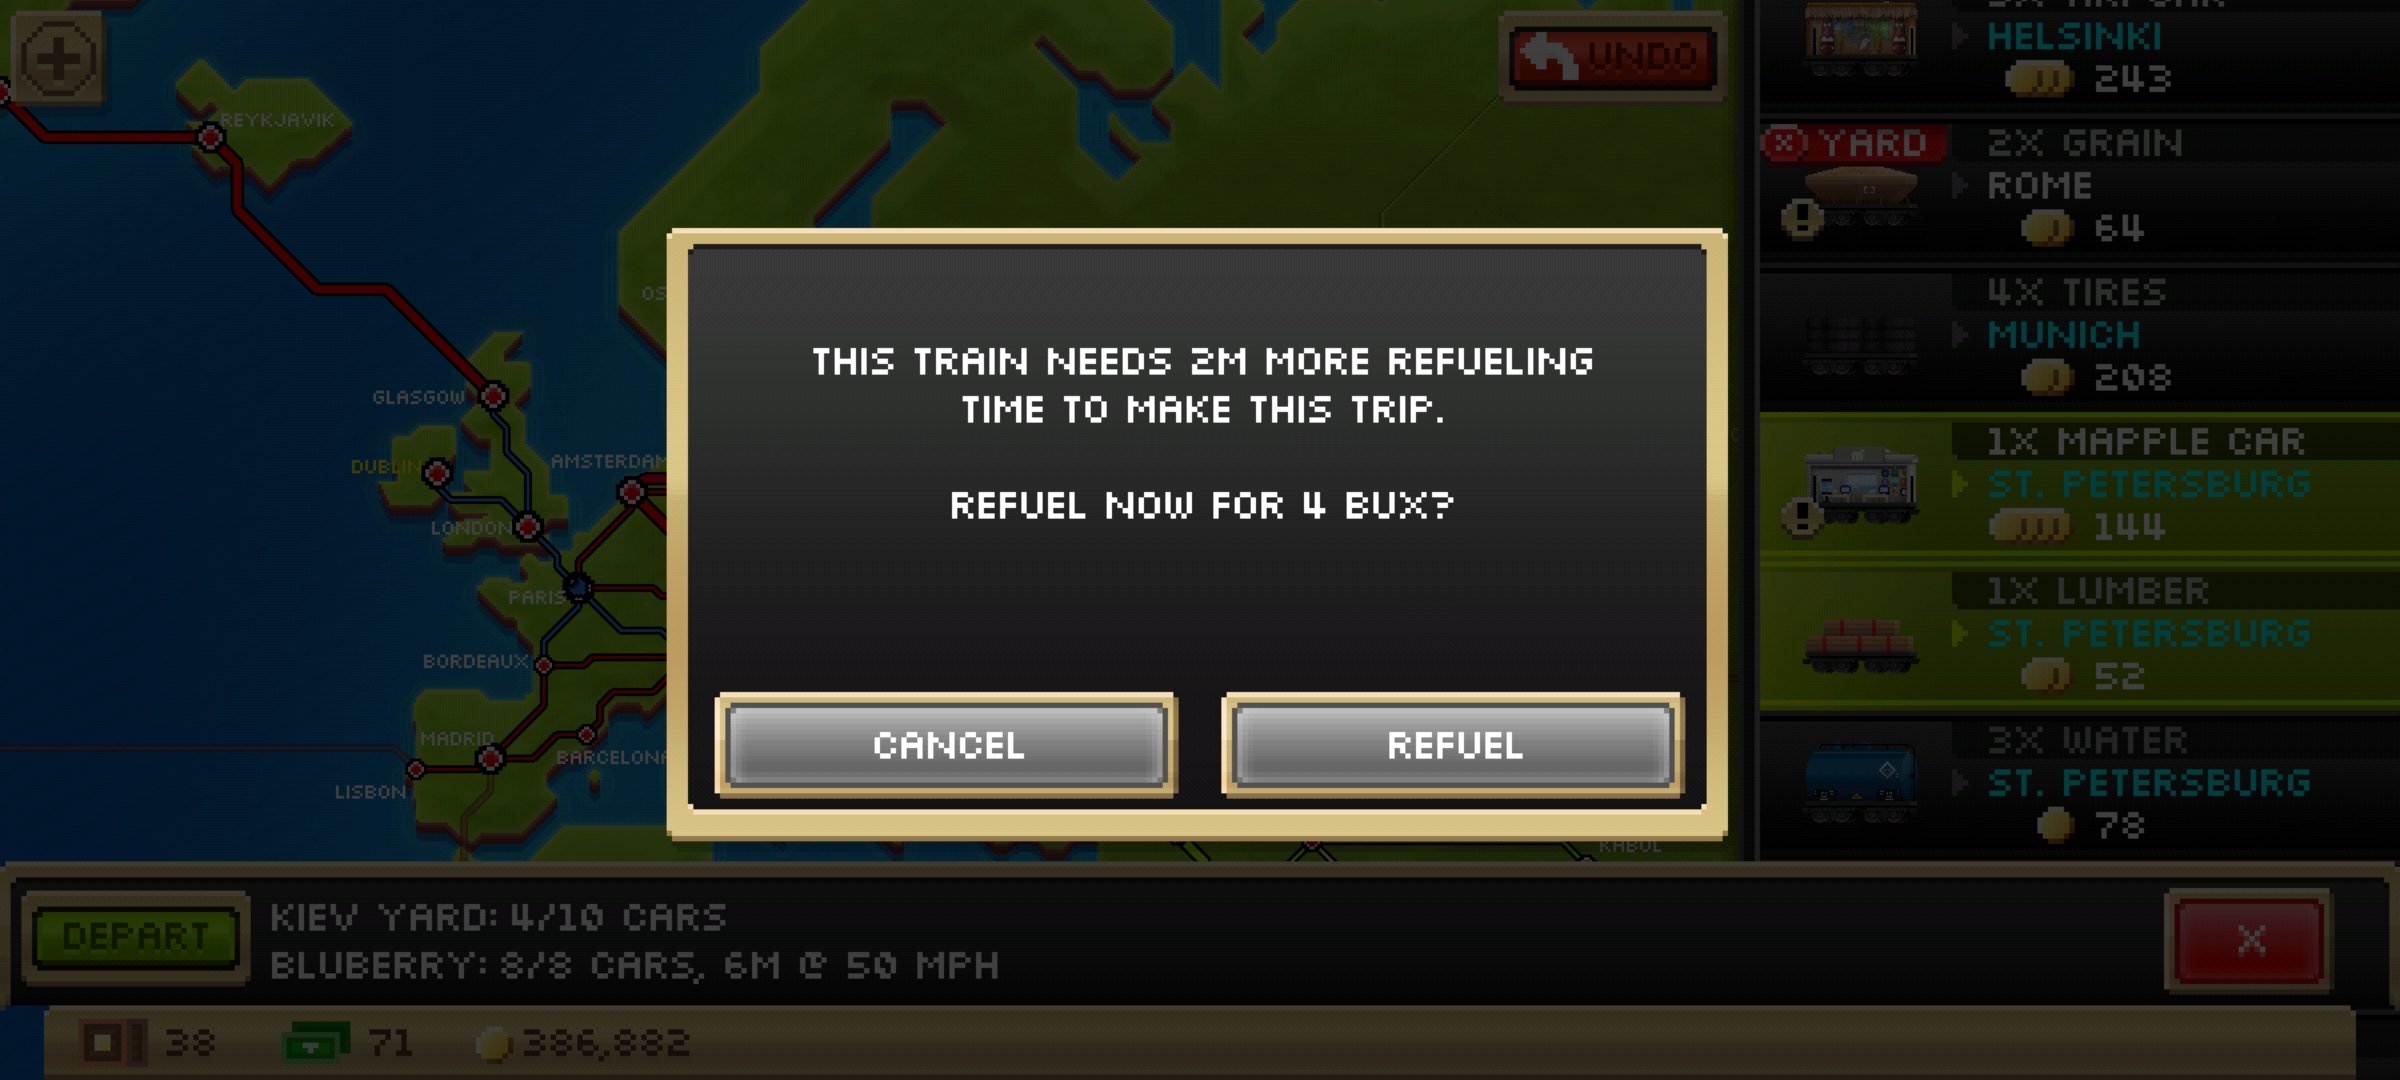 REYKJAVIK
GLASGOW
DUBLIN
AMSTERDAM
LONDON
PARIS
BORDEAUX
MADRID
BARCELONA
LISBON
OS
KABUL
UNDO
THIS TRAIN NEEDS 2M MORE REFUELING
TIME TO MAKE THIS TRIP.
REFUEL NOW FOR 4 BUX?
CANCEL
REFUEL
HELSINKI
243
YARD
2X GRAIN
ROME
64
4X TIRES
MUNICH
208
1X MAPPLE CAR
ST. PETERSBURG
144
1X LUMBER
ST. PETERSBURG
52
3X WATER
ST. PETERSBURG
78
DEPART
KIEV YARD: 4/10 CARS
BLUBERRY: 8/8 CARS, 6M @ 50 MPH
X
38
71
386,882